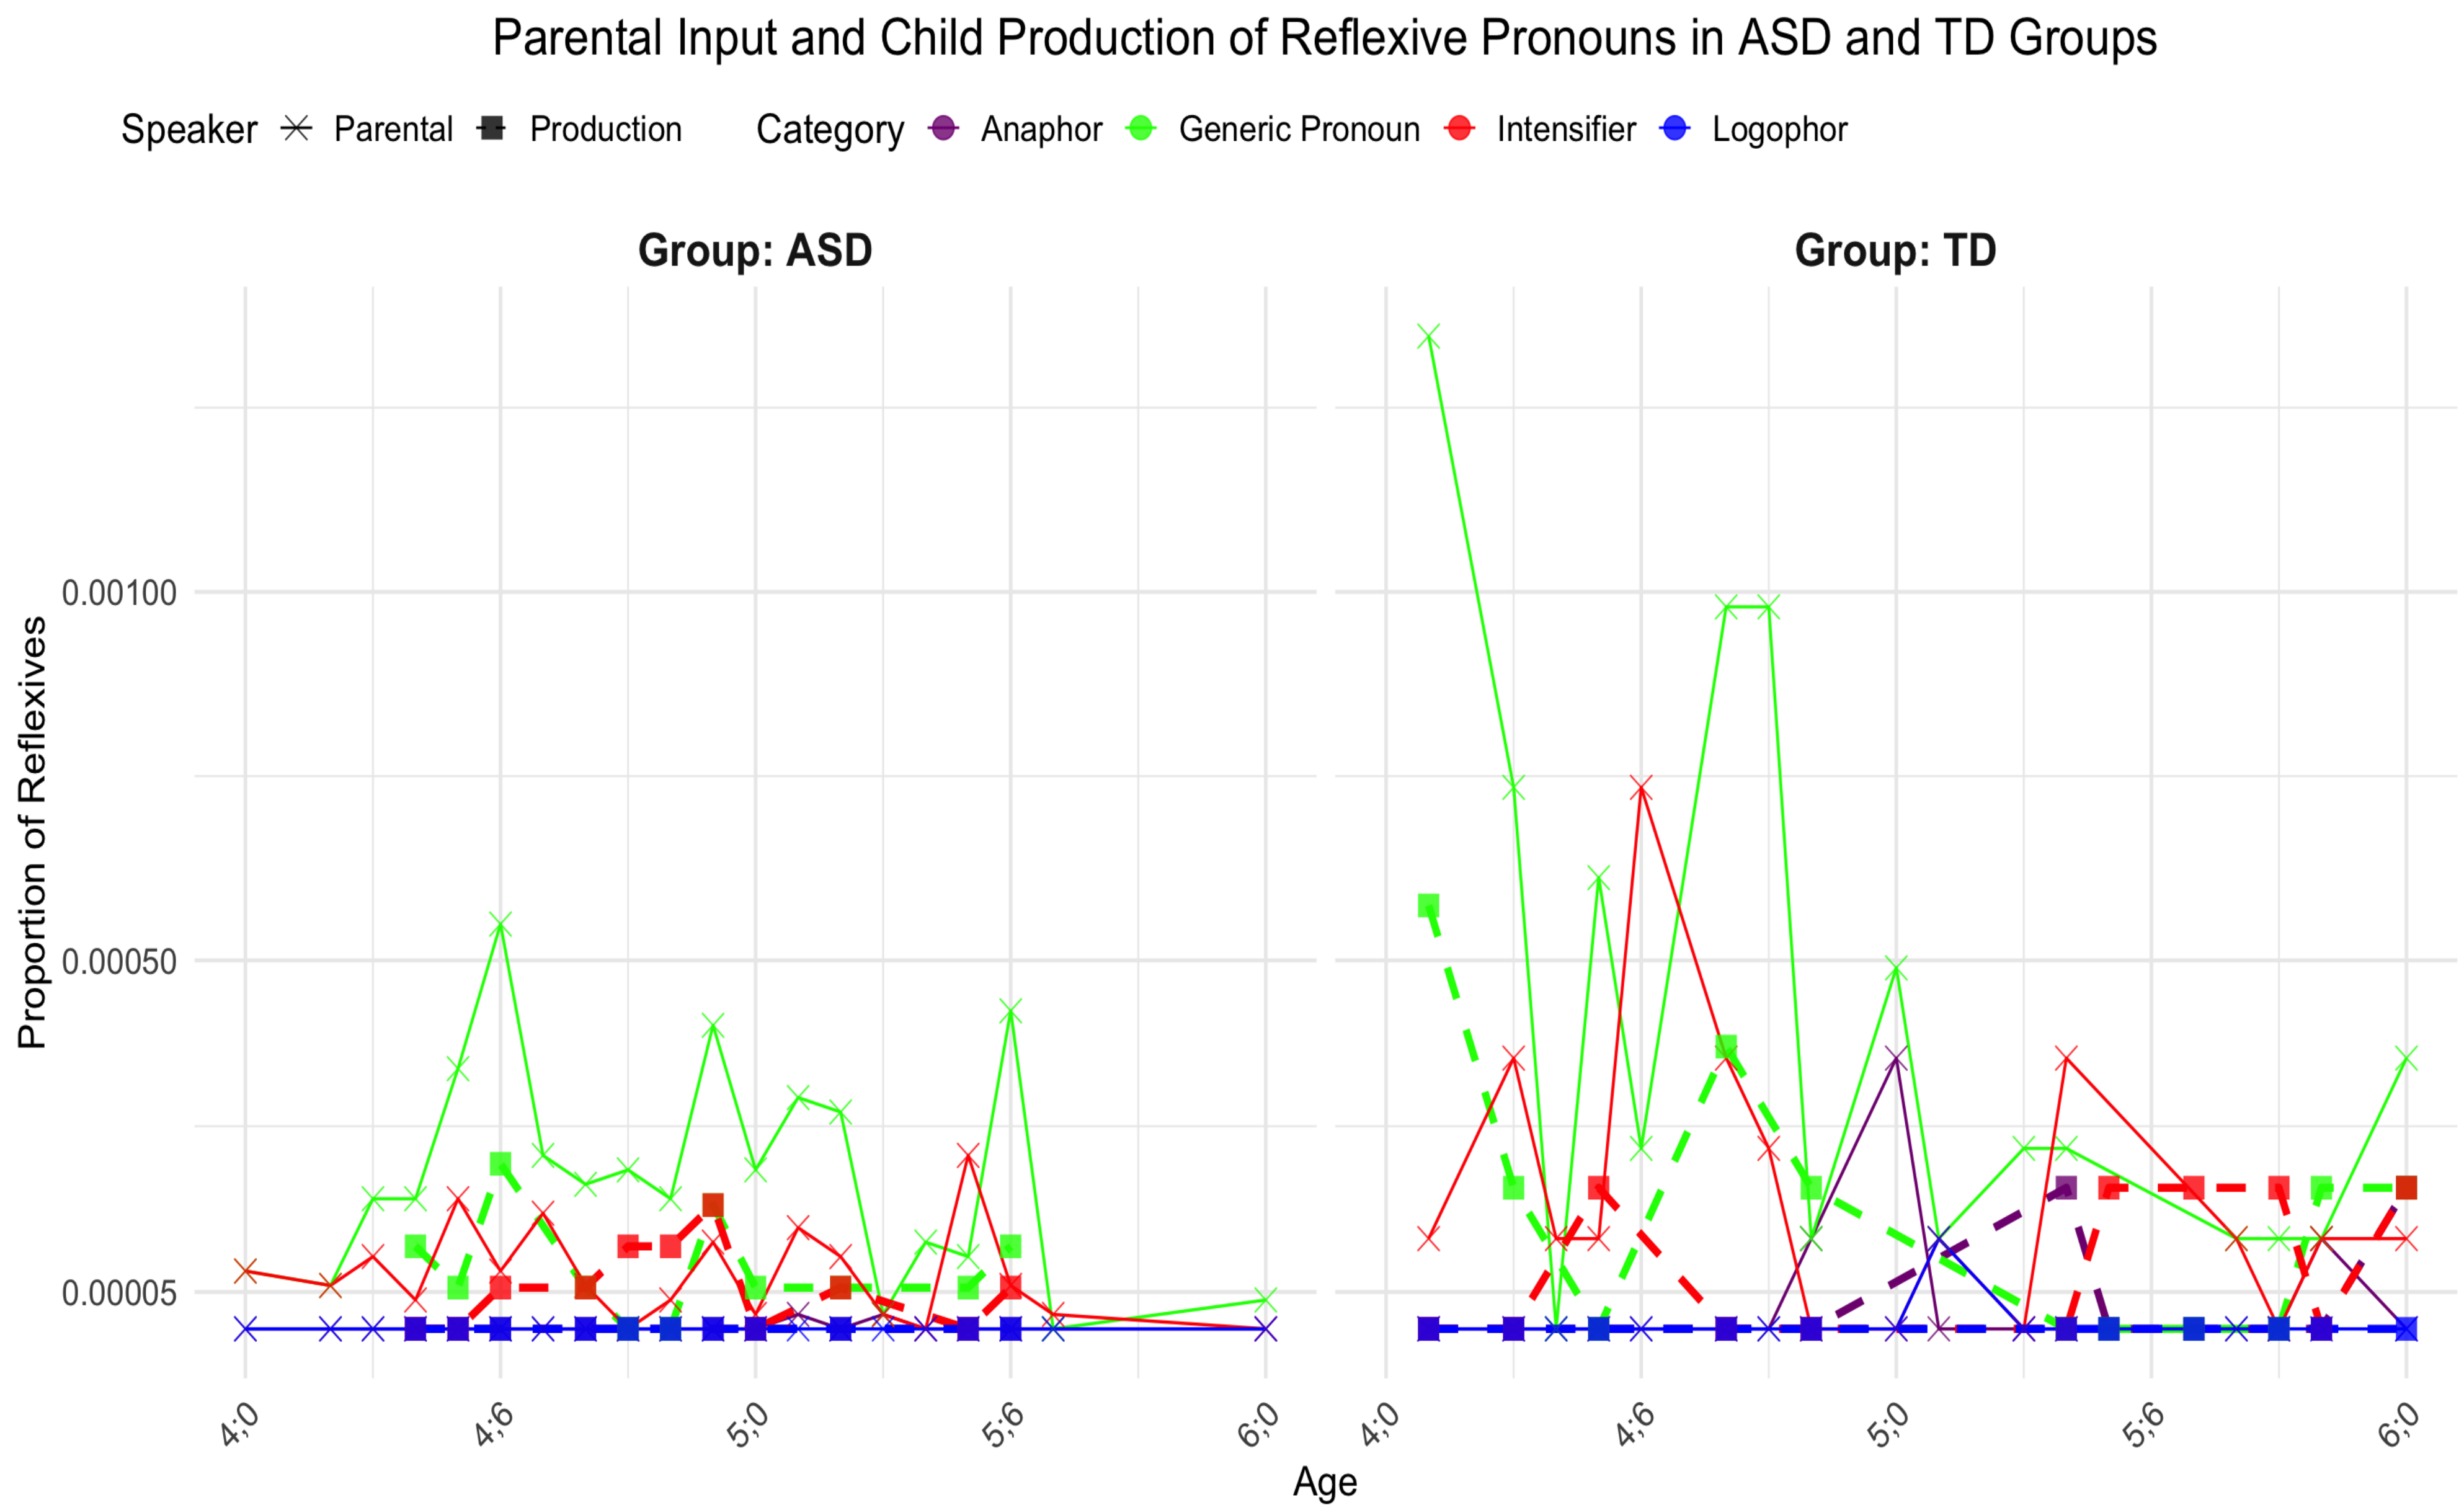 Parental Input and Child Production of Reflexive Pronouns in ASD and TD Groups
Speaker Parental Production Category Anaphor Generic Pronoun Intensifier Logophor
Group: ASD Group: TD
Proportion of Reflexives
0.00100
0.00050
0.00005
4;0 4;6 5;0 5;6 6;0 4;0 4;6 5;0 5;6 6;0
Age